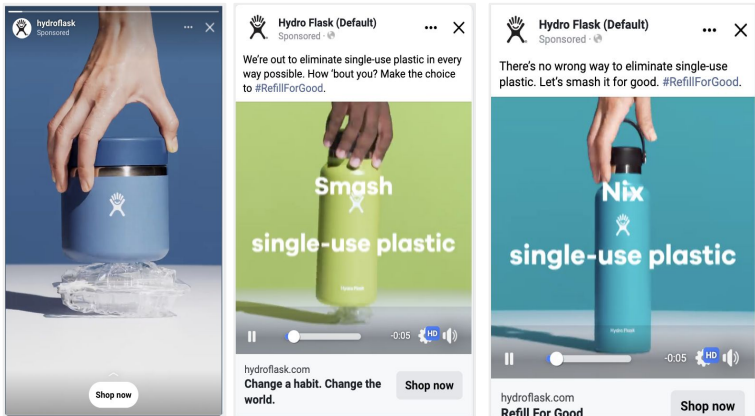 hydroflask
Sponsored
Shop now
Hydro Flask (Default)
Sponsored ·
We're out to eliminate single-use plastic in every
way possible. How 'bout you? Make the choice
to #RefillForGood.
Smash
single-use plastic
Hydro Flask
-0:05
HD
hydroflask.com
Change a habit. Change the
world.
Shop now
Hydro Flask (Default)
Sponsored ·
There's no wrong way to eliminate single-use
plastic. Let's smash it for good. #RefillForGood.
Nix
single-use plastic
Hydro Flask
-0:05
HD
hydroflask.com
Refill For Good
Shop now